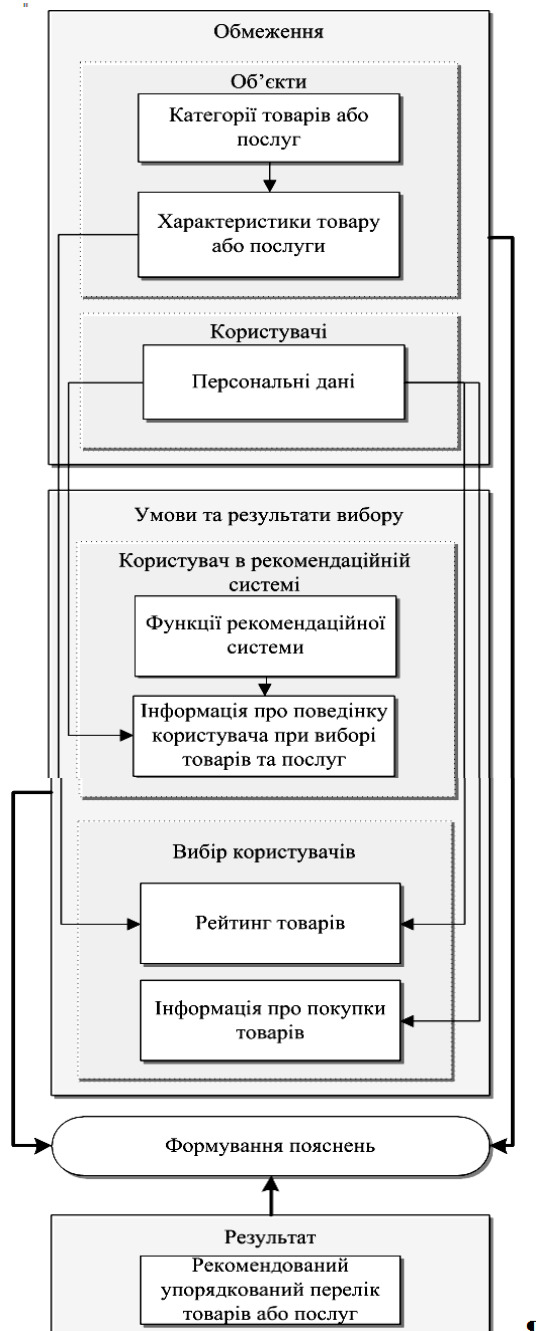 Обмеження
Об’єкти
Категорії товарів або
послуг
Характеристики товару
або послуги
Користувачі
Персональні дані
Умови та результати вибору
Користувач в рекомендаційній
системі
Функції рекомендаційної
системи
Інформація про поведінку
користувача при виборі
товарів та послуг
Вибір користувачів
Рейтинг товарів
Інформація про покупки
товарів
Формування пояснень
Результат
Рекомендований
упорядкований перелік
товарів або послуг